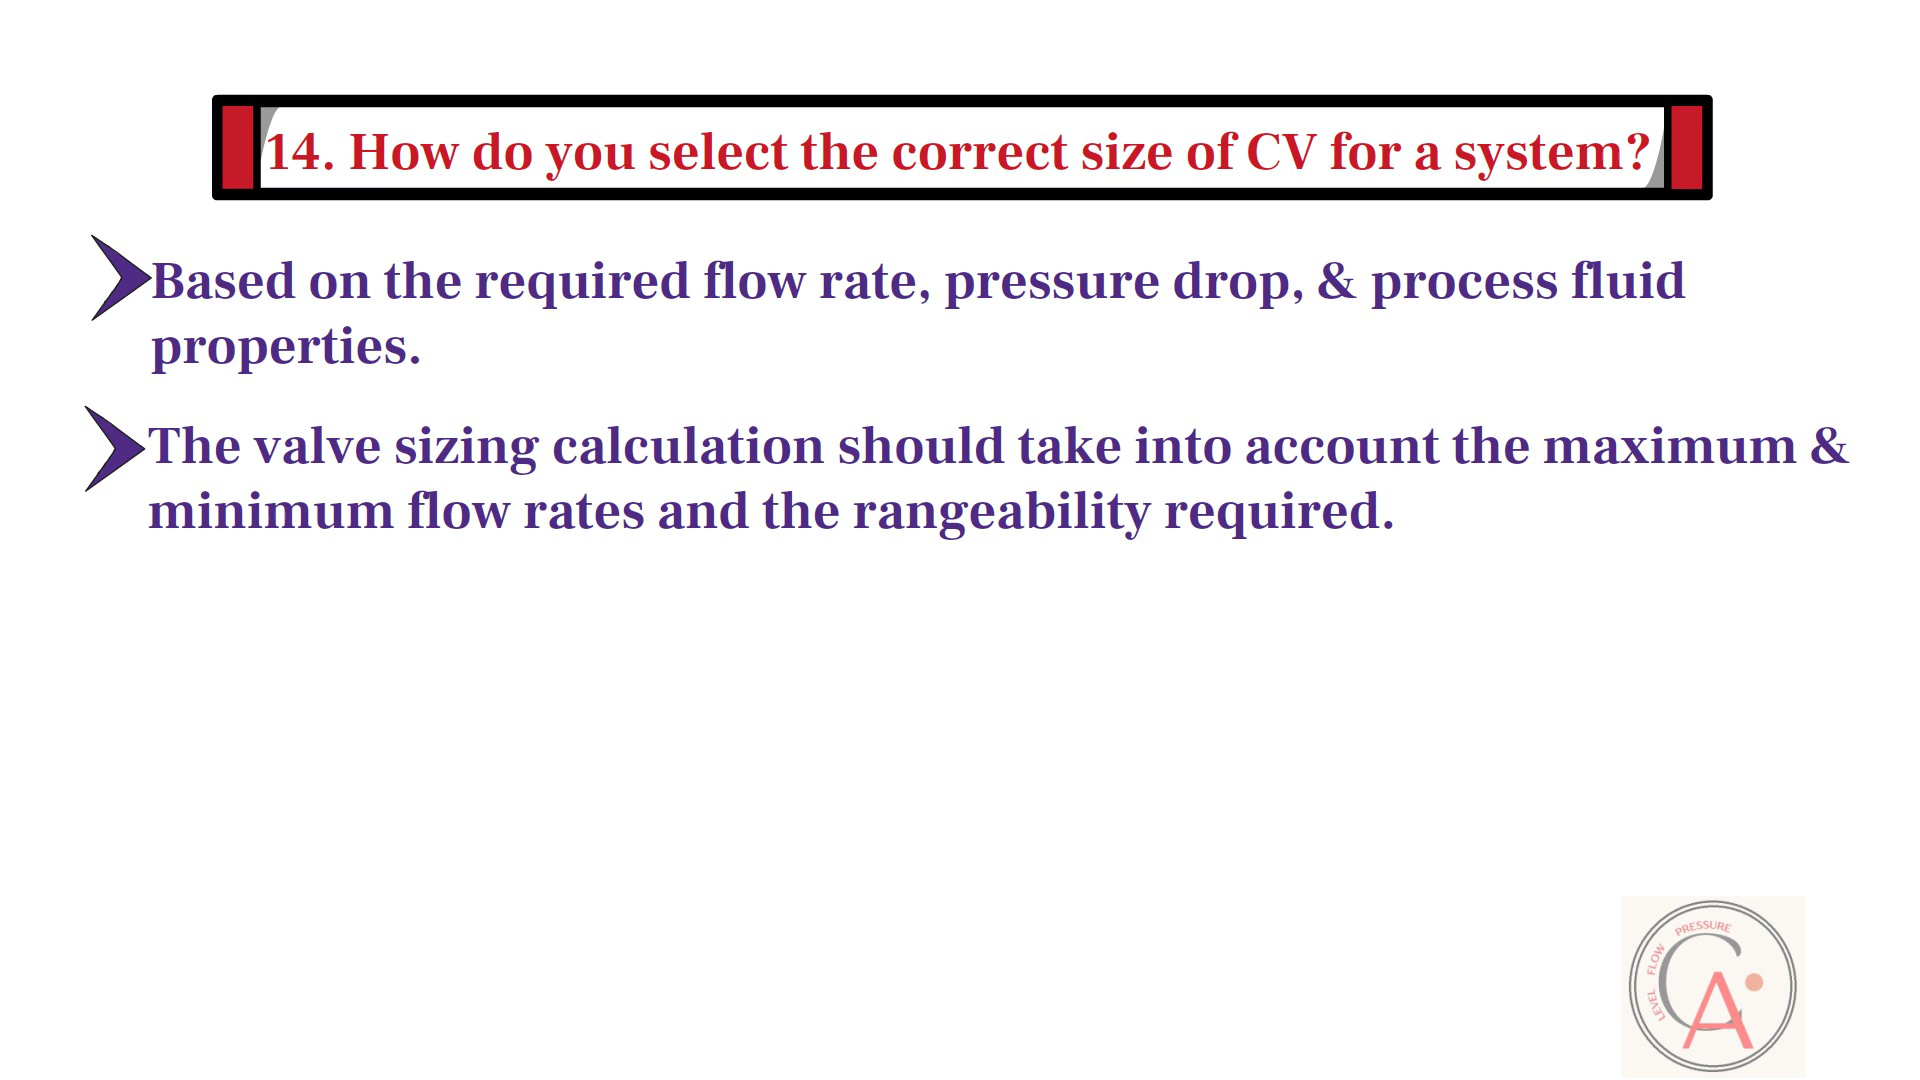 14. How do you select the correct size of CV for a system?
Based on the required flow rate, pressure drop, & process fluid
properties.
The valve sizing calculation should take into account the maximum &
minimum flow rates and the rangeability required.
LEVEL FLOW PRESSURE
CA